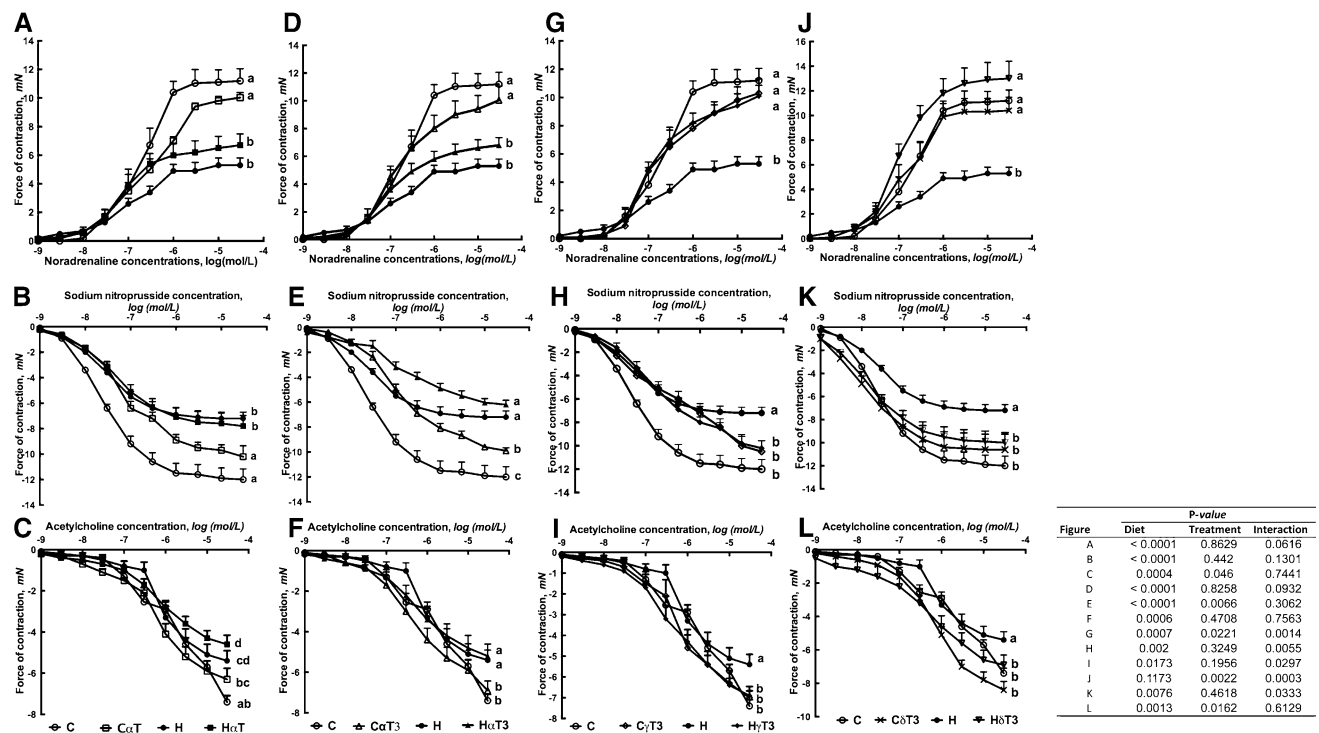 A
Force of contraction, mN
14
12
10
8
6
4
2
0
a
a
b
b
-9 -8 -7 -6 -5 -4
Noradrenaline concentrations, log(mol/L)
D
Force of contraction, mN
14
12
10
8
6
4
2
0
a
a
b
b
-9 -8 -7 -6 -5 -4
Noradrenaline concentrations, log(mol/L)
G
Force of contraction, mN
14
12
10
8
6
4
2
0
a
a
a
b
-9 -8 -7 -6 -5 -4
Noradrenaline concentrations, log(mol/L)
J
Force of contraction, mN
16
14
12
10
8
6
4
2
0
a
a
a
b
-9 -8 -7 -6 -5 -4
Noradrenaline concentrations, log(mol/L)
B
Sodium nitroprusside concentration,
log (mol/L)
-9 -8 -7 -6 -5 -4
Force of contraction, mN
0
-2
-4
-6
-8
-10
-12
-14
b
b
a
a
E
Sodium nitroprusside concentration,
log (mol/L)
-9 -8 -7 -6 -5 -4
Force of contraction, mN
0
-2
-4
-6
-8
-10
-12
-14
a
a
b
c
H
Sodium nitroprusside concentration,
log (mol/L)
-9 -8 -7 -6 -5 -4
Force of contraction, mN
0
-2
-4
-6
-8
-10
-12
-14
a
b
b
b
K
Sodium nitroprusside concentration,
log (mol/L)
-9 -8 -7 -6 -5 -4
Force of contraction, mN
0
-2
-4
-6
-8
-10
-12
-14
a
b
b
b
C
Acetylcholine concentration, log (mol/L)
-9 -8 -7 -6 -5 -4
Force of contraction, mN
0
-2
-4
-6
-8
d
cd
bc
ab
C CαT H HαT
F
Acetylcholine concentration, log (mol/L)
-9 -8 -7 -6 -5 -4
Force of contraction, mN
0
-2
-4
-6
-8
a
a
b
b
C CαT3 H HαT3
I
Acetylcholine concentration, log (mol/L)
-9 -8 -7 -6 -5 -4
Force of contraction, mN
0
-2
-4
-6
-8
a
b
b
b
C CγT3 H HγT3
L
Acetylcholine concentration, log (mol/L)
-9 -8 -7 -6 -5 -4
Force of contraction, mN
0
-2
-4
-6
-8
-10
a
b
b
b
C CδT3 H HδT3
P-value
Figure Diet Treatment Interaction
A < 0.0001 0.8629 0.0616
B < 0.0001 0.442 0.1301
C 0.0004 0.046 0.7441
D < 0.0001 0.8258 0.0932
E < 0.0001 0.0066 0.3062
F 0.0006 0.4708 0.7563
G 0.0007 0.0221 0.0014
H 0.002 0.3249 0.0055
I 0.0173 0.1956 0.0297
J 0.1173 0.0022 0.0003
K 0.0076 0.4618 0.0333
L 0.0013 0.0162 0.6129